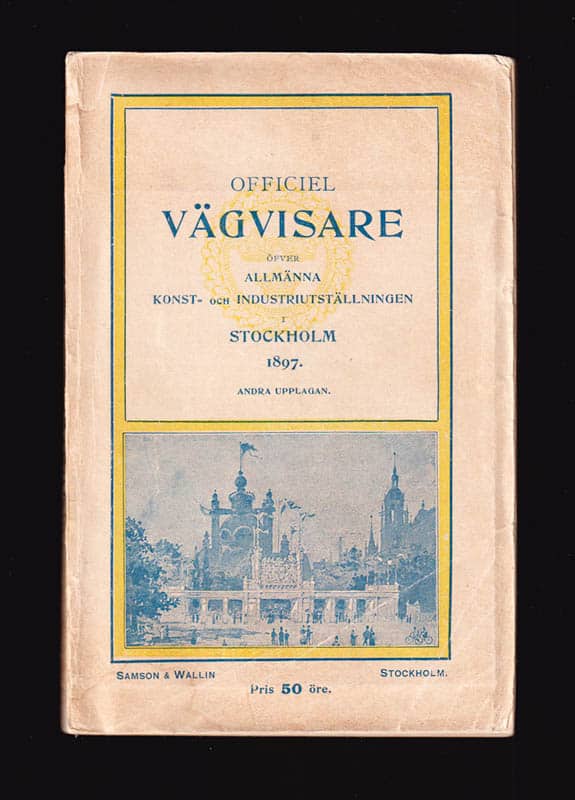 OFFICIEL
VÄGVISARE
ÖFVER
ALLMÄNNA
KONST- OCH INDUSTRIUTSTÄLLNINGEN
I
STOCKHOLM
1897.
ANDRA UPPLAGAN.
SAMSON & WALLIN STOCKHOLM.
Pris 50 öre.